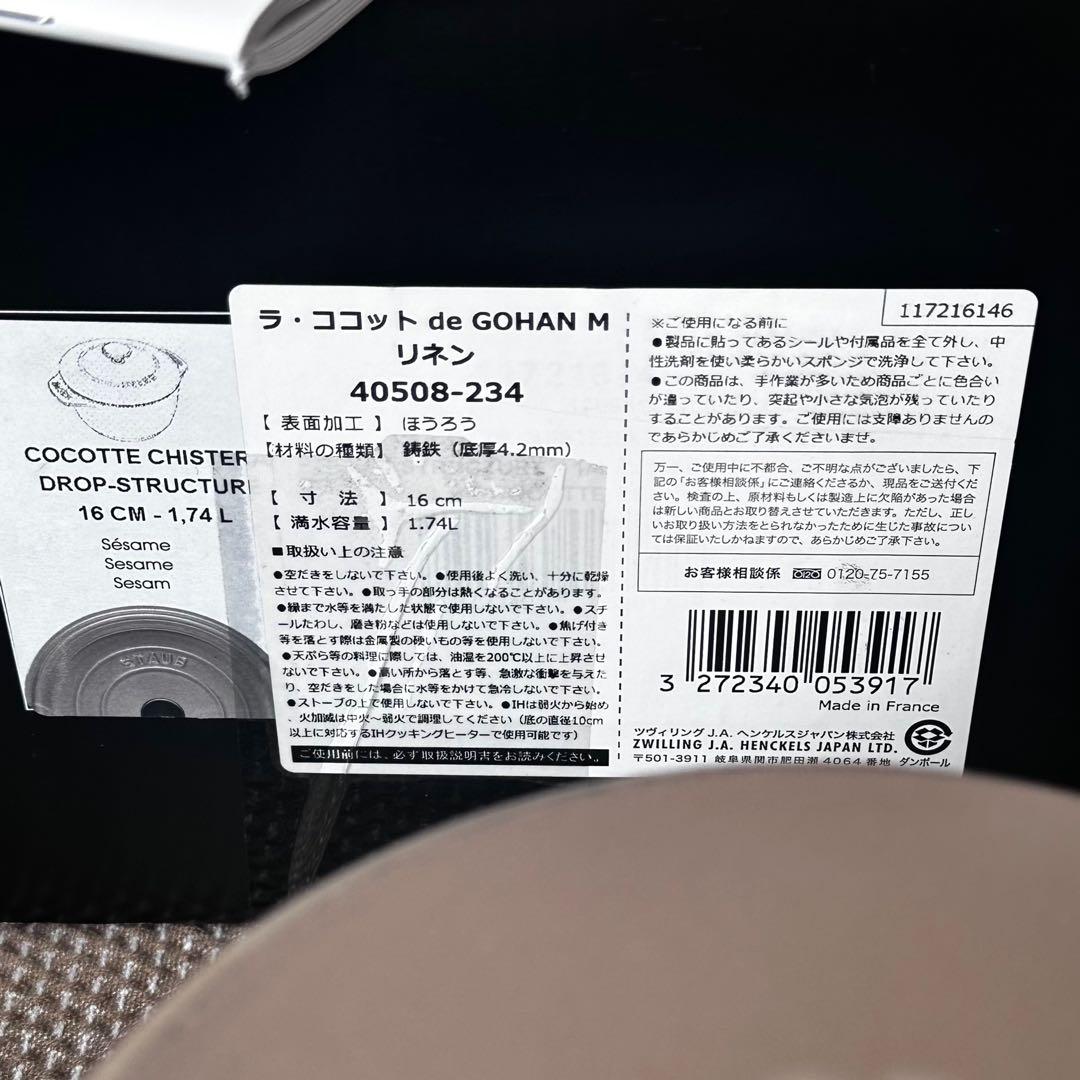 COCOTTE CHISTER
DROP-STRUCTUR
16 CM - 1,74 L
Sésame
Sesame
Sesam
STAUB
ラ・ココット de GOHAN M
リネン
40508-234
【 表面加工 】 ほうろう
【材料の種類】 鋳鉄（底厚4.2mm）
【 寸 法 】 16 cm
【 満水容量 】 1.74L
■取扱い上の注意
●空だきをしないで下さい。●使用後よく洗い、十分に乾燥
させて下さい。●取っ手の部分は熱くなることがあります。
●縁まで水等を満たした状態で使用しないで下さい。●スチ
ールたわし、磨き粉などは使用しないで下さい。●焦げ付き
等を落とす際は金属製の硬いもの等を使用しないで下さい。
●天ぷら等の料理に際しては、油温を200℃以上に上昇させ
ないで下さい。●高い所から落とす等、急激な衝撃を与えた
り、空だきをした場合に水等をかけて急冷しないで下さい。
●ストーブの上で使用しないで下さい。●IHは弱火から始め
、火加減は中火〜弱火で調理してください（底の直径10cm
以上に対応するIHクッキングヒーターで使用可能です）
ご使用前には、必ず取扱説明書をお読みください。
117216146
※ご使用になる前に
●製品に貼ってあるシールや付属品を全て外し、中
性洗剤を使い柔らかいスポンジで洗浄して下さい。
●この商品は、手作業が多いため商品ごとに色合い
が違っていたり、突起や小さな気泡が残っていたり
することがあります。ご使用には支障ありませんの
であらかじめご了承くださいませ。
万一、ご使用中に不都合、ご不明な点がございましたら、下
記の「お客様相談係」にご連絡くださるか、現品をご送付くださ
い。検査の上、原材料もしくは製造上に欠陥があった場合
は新しい商品とお取り替えさせていただきます。ただし、正し
いお取り扱い方法をとられなかったために生じた事故につい
ては保証いたしかねますので、あらかじめご了承下さい。
お客様相談係 0120-75-7155
3 272340 053917
Made in France
ツヴィリング J.A. ヘンケルスジャパン株式会社
ZWILLING J.A. HENCKELS JAPAN LTD.
〒501-3911 岐阜県関市肥田瀬 4064 番地 ダンボール